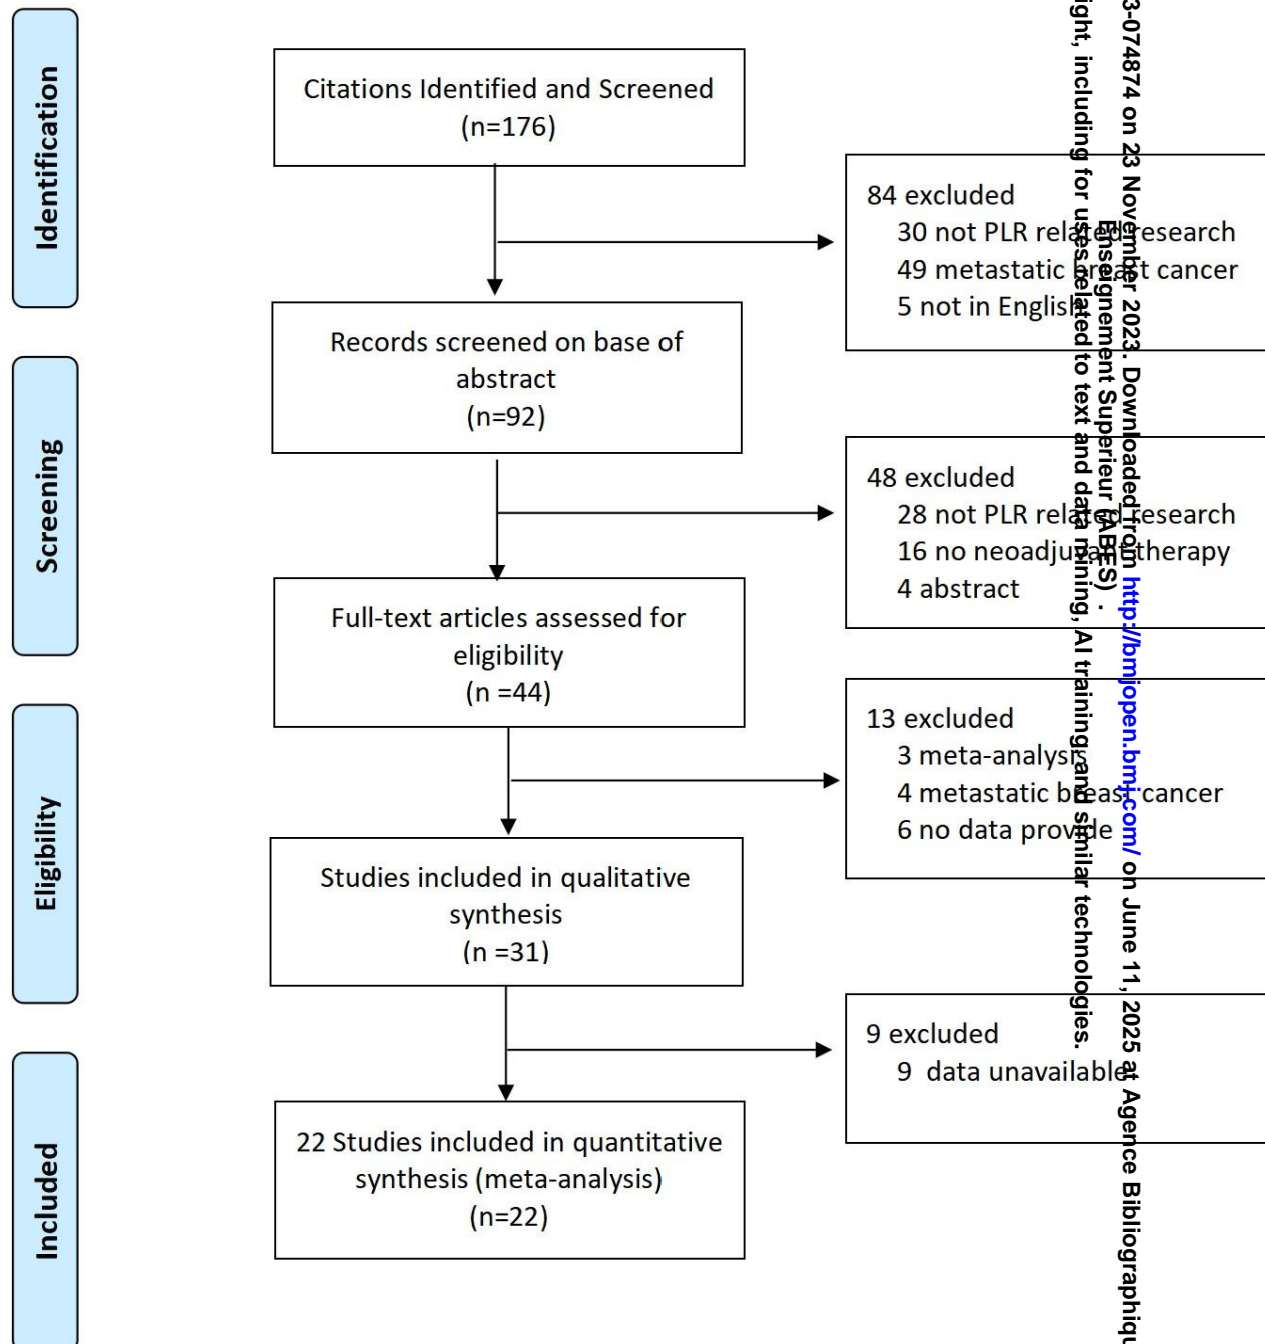 Identification
Citations Identified and Screened
(n=176)
84 excluded
30 not PLR related research
49 metastatic breast cancer
5 not in English
Records screened on base of
abstract
(n=92)
Screening
48 excluded
28 not PLR related research
16 no neoadjuvant therapy
4 abstract
Full-text articles assessed for
eligibility
(n =44)
13 excluded
3 meta-analysis
4 metastatic breast cancer
6 no data provide
Eligibility
Studies included in qualitative
synthesis
(n =31)
9 excluded
9 data unavailable
Included
22 Studies included in quantitative
synthesis (meta-analysis)
(n=22)
3-074874 on 23 November 2023. Downloaded from http://bmjopen.bmj.com/ on June 11, 2025 at Agence Bibliographiqu
Enseignement Superieur (ABES) .
ight, including for uses related to text and data mining, AI training, and similar technologies.